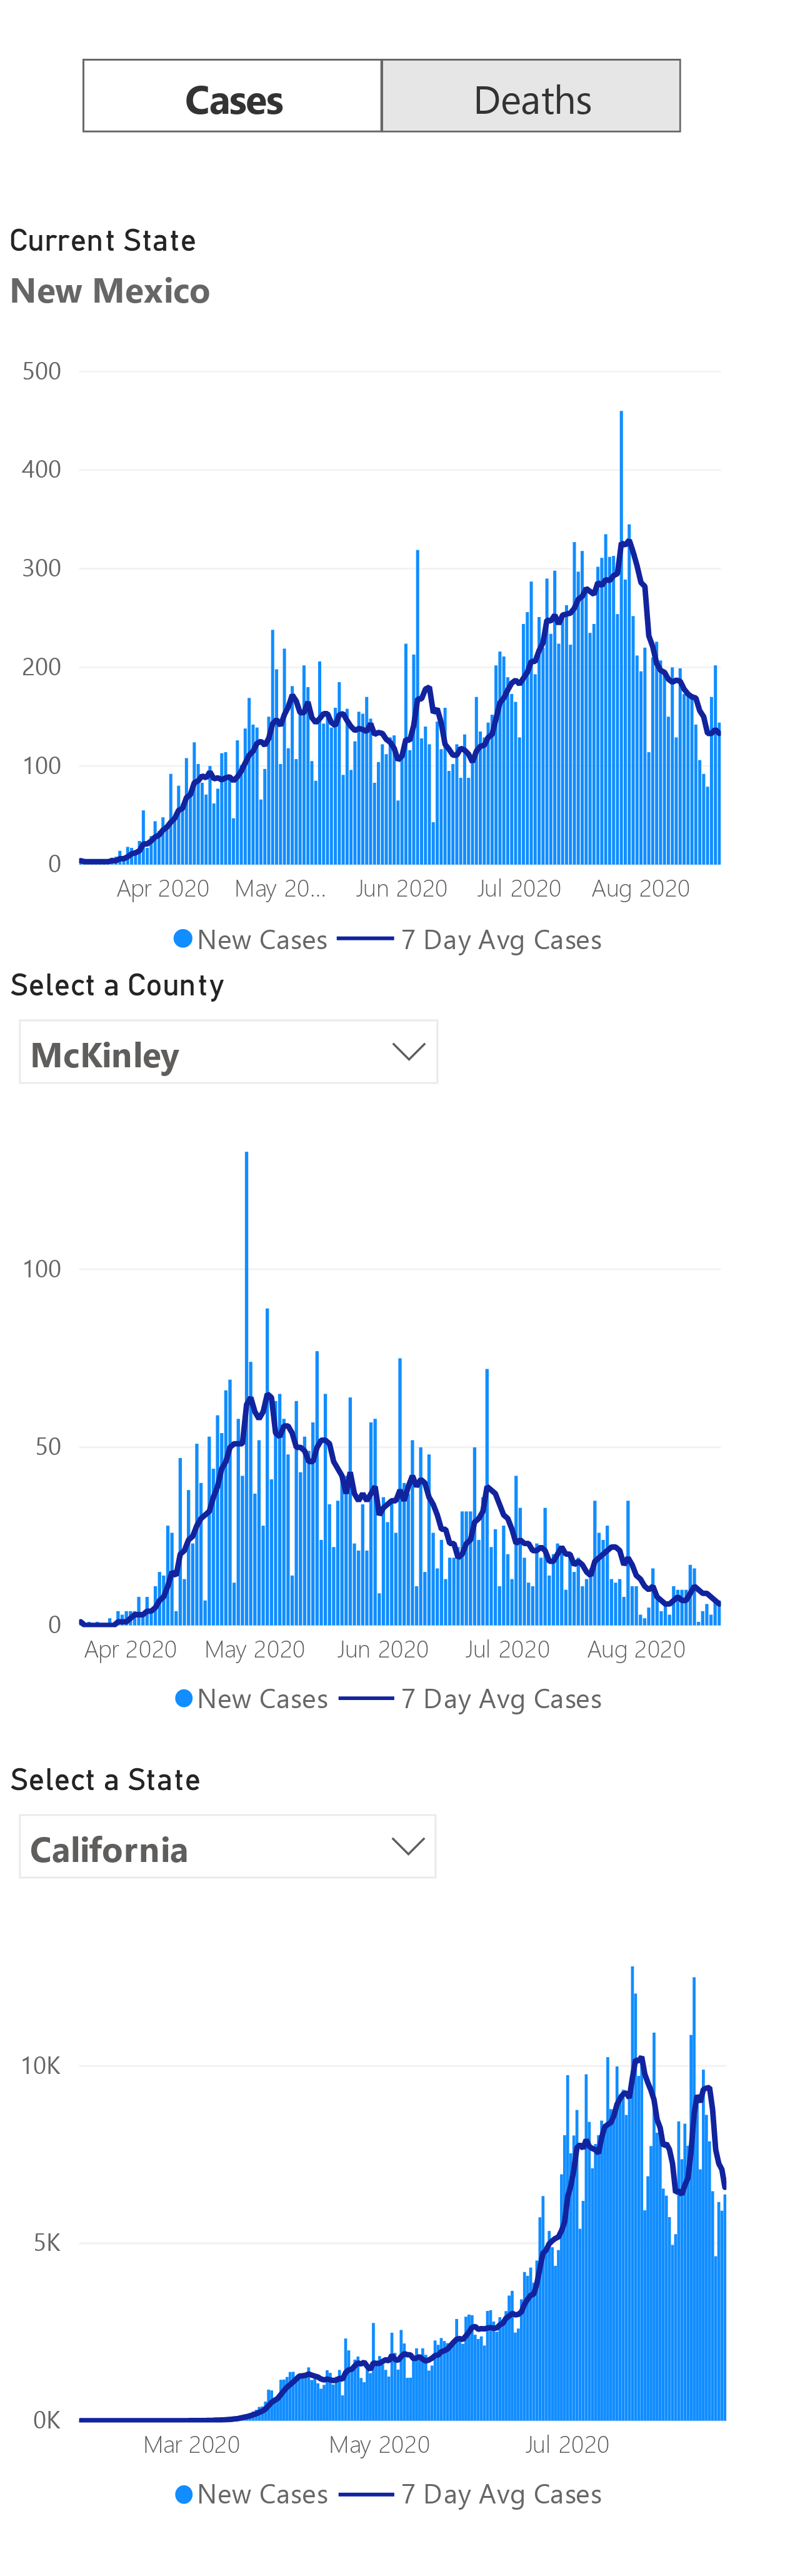 Cases Deaths
Current State
New Mexico
500
400
300
200
100
0
Apr 2020 May 20... Jun 2020 Jul 2020 Aug 2020
New Cases 7 Day Avg Cases
Select a County
McKinley
100
50
0
Apr 2020 May 2020 Jun 2020 Jul 2020 Aug 2020
New Cases 7 Day Avg Cases
Select a State
California
10K
5K
0K
Mar 2020 May 2020 Jul 2020
New Cases 7 Day Avg Cases